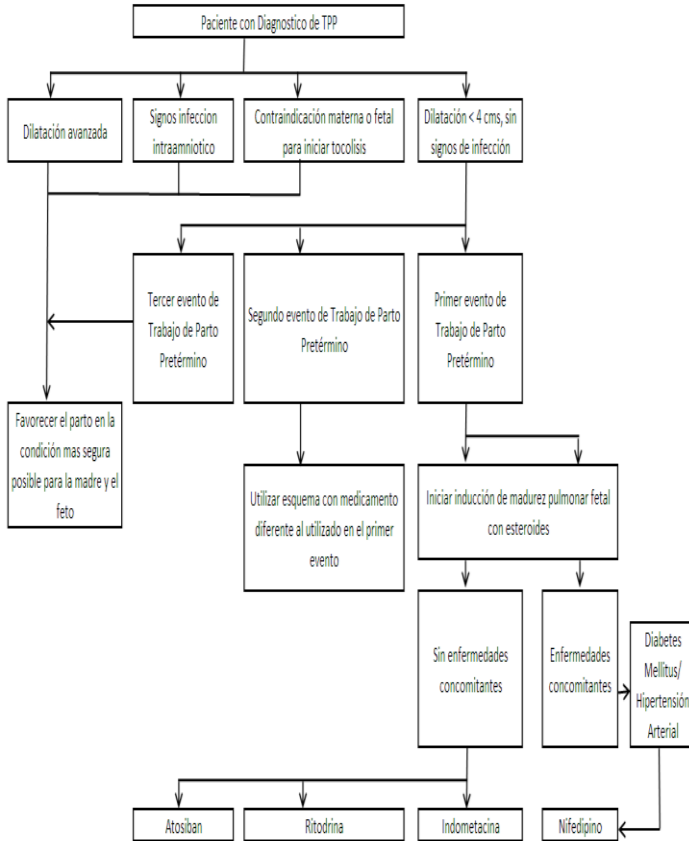 Paciente con Diagnostico de TPP
Dilatación avanzada
Signos infeccion
intraamniotico
Contraindicación materna o fetal
para iniciar tocolisis
Dilatación < 4 cms, sin
signos de infección
Tercer evento de
Trabajo de Parto
Pretérmino
Segundo evento de Trabajo de Parto
Pretérmino
Primer evento de
Trabajo de Parto
Pretérmino
Favorecer el parto en la
condición mas segura
posible para la madre y el
feto
Utilizar esquema con medicamento
diferente al utilizado en el primer
evento
Iniciar inducción de madurez pulmonar fetal
con esteroides
Sin enfermedades
concomitantes
Enfermedades
concomitantes
Diabetes
Mellitus/
Hipertensión
Arterial
Atosiban
Ritodrina
Indometacina
Nifedipino